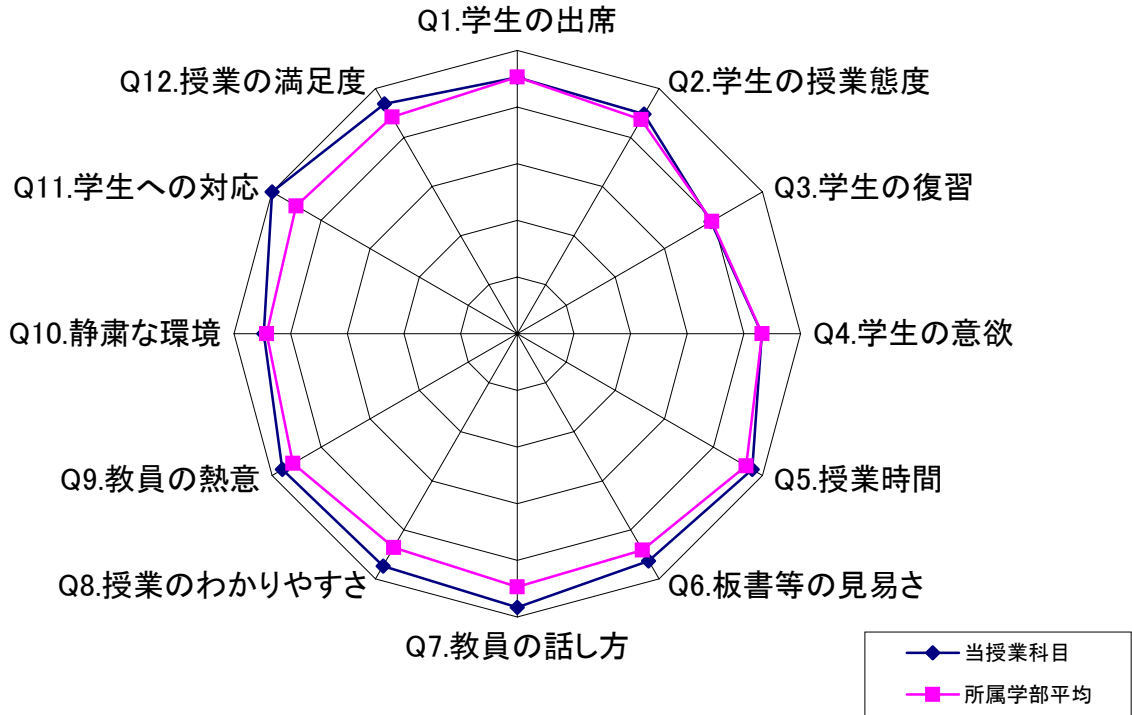 Q1.学生の出席
Q2.学生の授業態度
Q3.学生の復習
Q4.学生の意欲
Q5.授業時間
Q6.板書等の見易さ
Q7.教員の話し方
Q8.授業のわかりやすさ
Q9.教員の熱意
Q10.静粛な環境
Q11.学生への対応
Q12.授業の満足度
当授業科目
所属学部平均